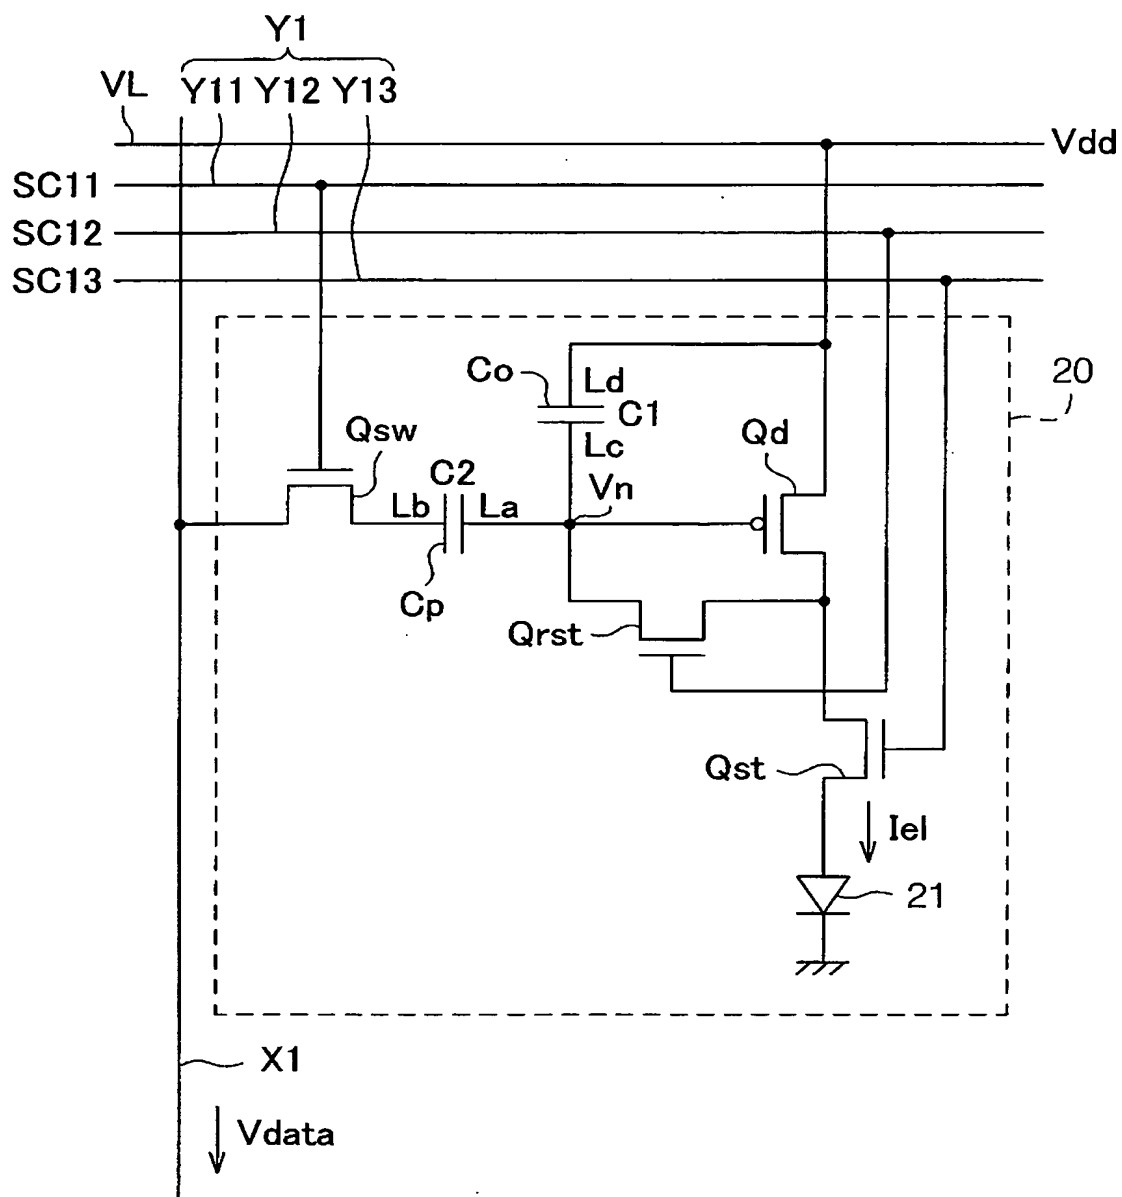 Y1
VL Y11 Y12 Y13
Vdd
SC11
SC12
SC13
20
Co Ld
C1
Lc
Qsw
Qd
C2
Vn
Lb La
Cp
Qrst
Qst
Iel
21
X1
Vdata